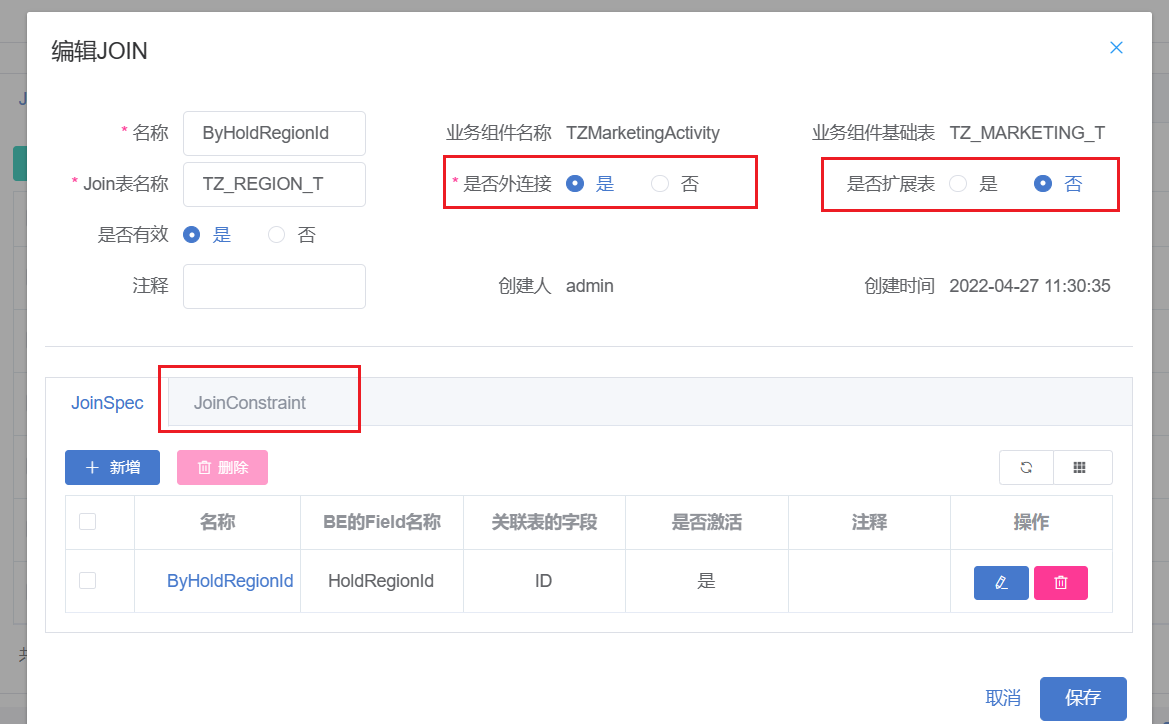 编辑JOIN
* 名称 ByHoldRegionId 业务组件名称 TZMarketingActivity 业务组件基础表 TZ_MARKETING_T
* Join表名称 TZ_REGION_T * 是否外连接 是 否 是否扩展表 是 否
是否有效 是 否
注释 创建人 admin 创建时间 2022-04-27 11:30:35
JoinSpec JoinConstraint
新增 删除
名称 BE的Field名称 关联表的字段 是否激活 注释 操作
ByHoldRegionId HoldRegionId ID 是
取消 保存